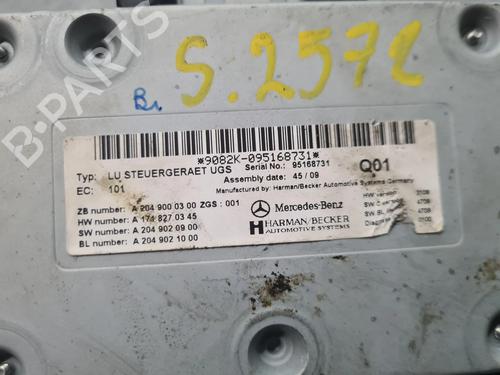 S.2572
B.
B-PARTS
*9082K-095168731*
Typ: LU STEUERGERAET UGS Serial No.: 95168731
EC: 101 Assembly date: 45 / 09 Q01
Manufactured by: Harman/Becker Automotive Systems Germany
ZB number: A 204 900 03 00 ZGS : 001
HW number: A 174 827 03 45
SW number: A 204 902 09 00
BL number: A 204 902 10 00
Mercedes-Benz
HARMAN/BECKER
AUTOMOTIVE SYSTEMS
HW version